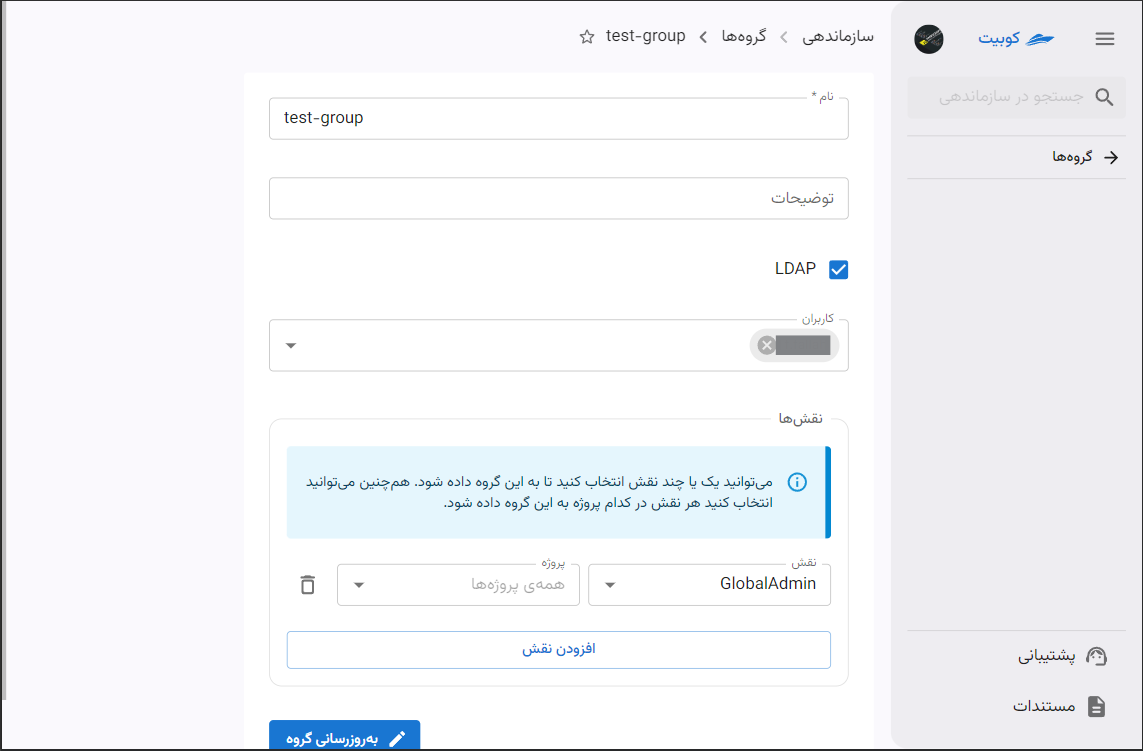 کوبیت
جستجو در سازماندهی
گروه‌ها
پشتیبانی
مستندات
سازماندهی
گروه‌ها
test-group
نام *
test-group
توضیحات
LDAP
کاربران
نقش‌ها
می‌توانید یک یا چند نقش انتخاب کنید تا به این گروه داده شود. هم‌چنین می‌توانید
انتخاب کنید هر نقش در کدام پروژه به این گروه داده شود.
نقش
GlobalAdmin
پروژه
همه‌ی پروژه‌ها
افزودن نقش
به‌روزرسانی گروه